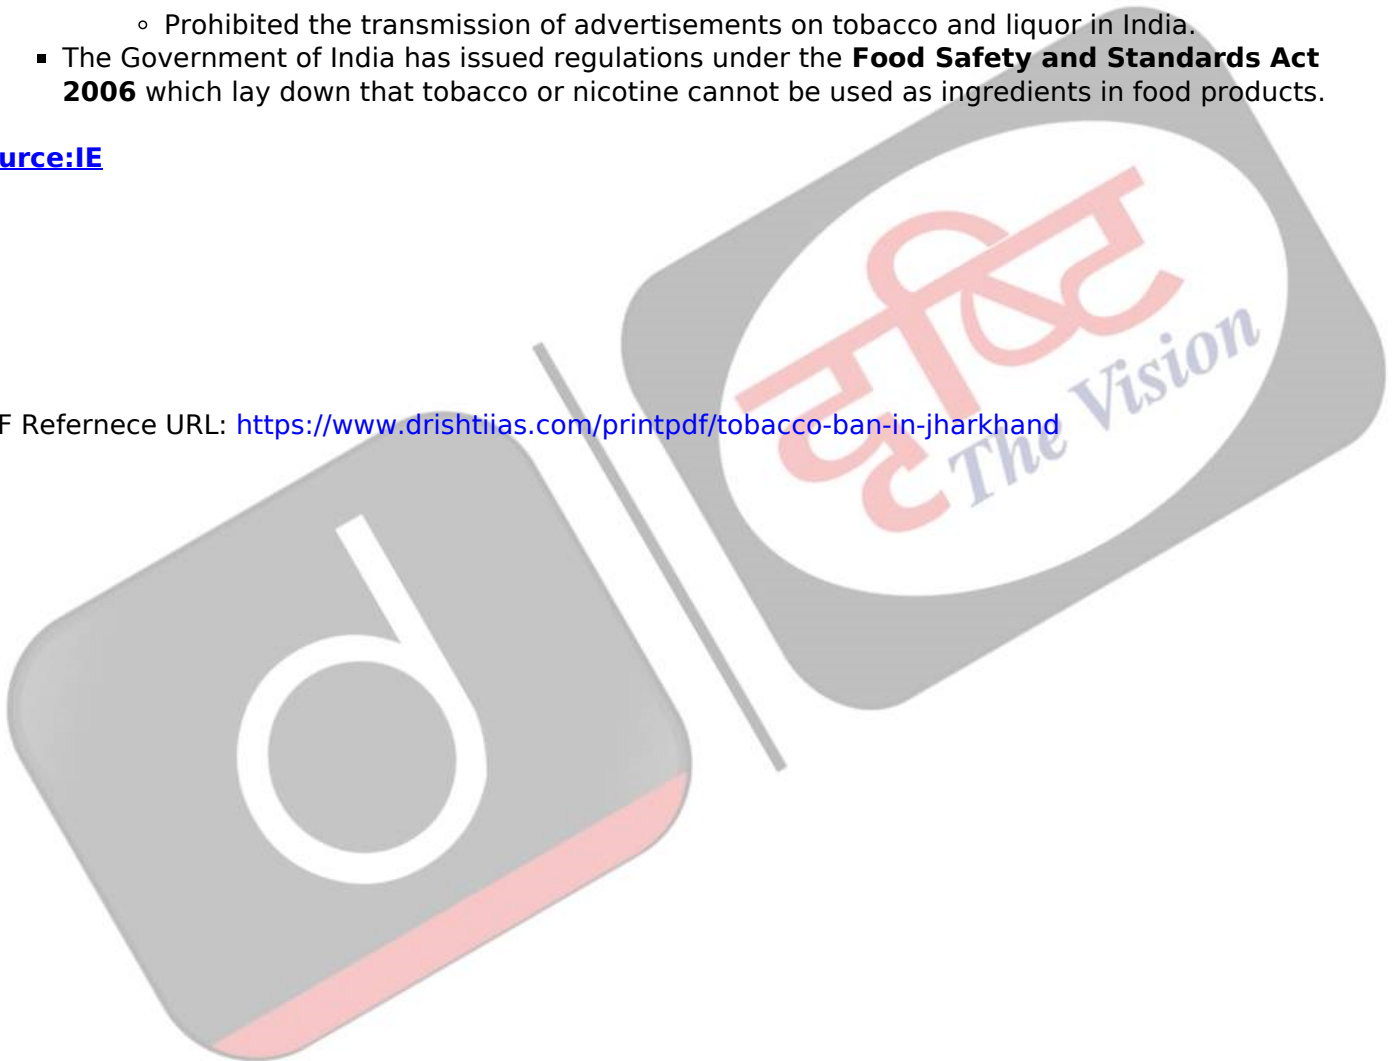 Prohibited the transmission of advertisements on tobacco and liquor in India.
The Government of India has issued regulations under the Food Safety and Standards Act
2006 which lay down that tobacco or nicotine cannot be used as ingredients in food products.
urce:IE
दृष्टि
The Vision
F Refernece URL: https://www.drishtiias.com/printpdf/tobacco-ban-in-jharkhand
d